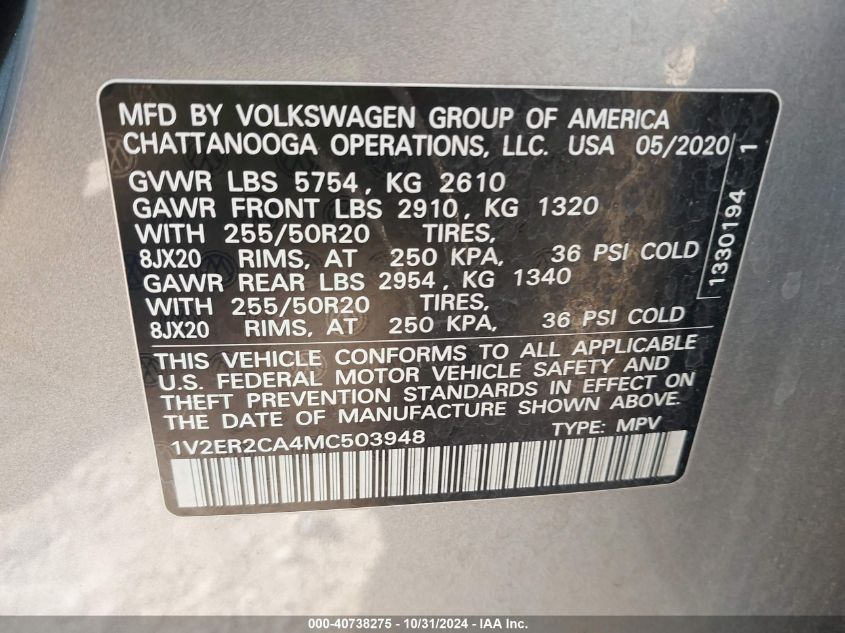 MFD BY VOLKSWAGEN GROUP OF AMERICA
CHATTANOOGA OPERATIONS, LLC. USA 05/2020
GVWR LBS 5754, KG 2610
GAWR FRONT LBS 2910, KG 1320
WITH 255/50R20 TIRES,
8JX20 RIMS, AT 250 KPA, 36 PSI COLD
GAWR REAR LBS 2954, KG 1340
WITH 255/50R20 TIRES,
8JX20 RIMS, AT 250 KPA, 36 PSI COLD
THIS VEHICLE CONFORMS TO ALL APPLICABLE
U.S. FEDERAL MOTOR VEHICLE SAFETY AND
THEFT PREVENTION STANDARDS IN EFFECT ON
THE DATE OF MANUFACTURE SHOWN ABOVE.
1V2ER2CA4MC503948 TYPE: MPV
1330194 1
000-40738275 - 10/31/2024 - IAA Inc.